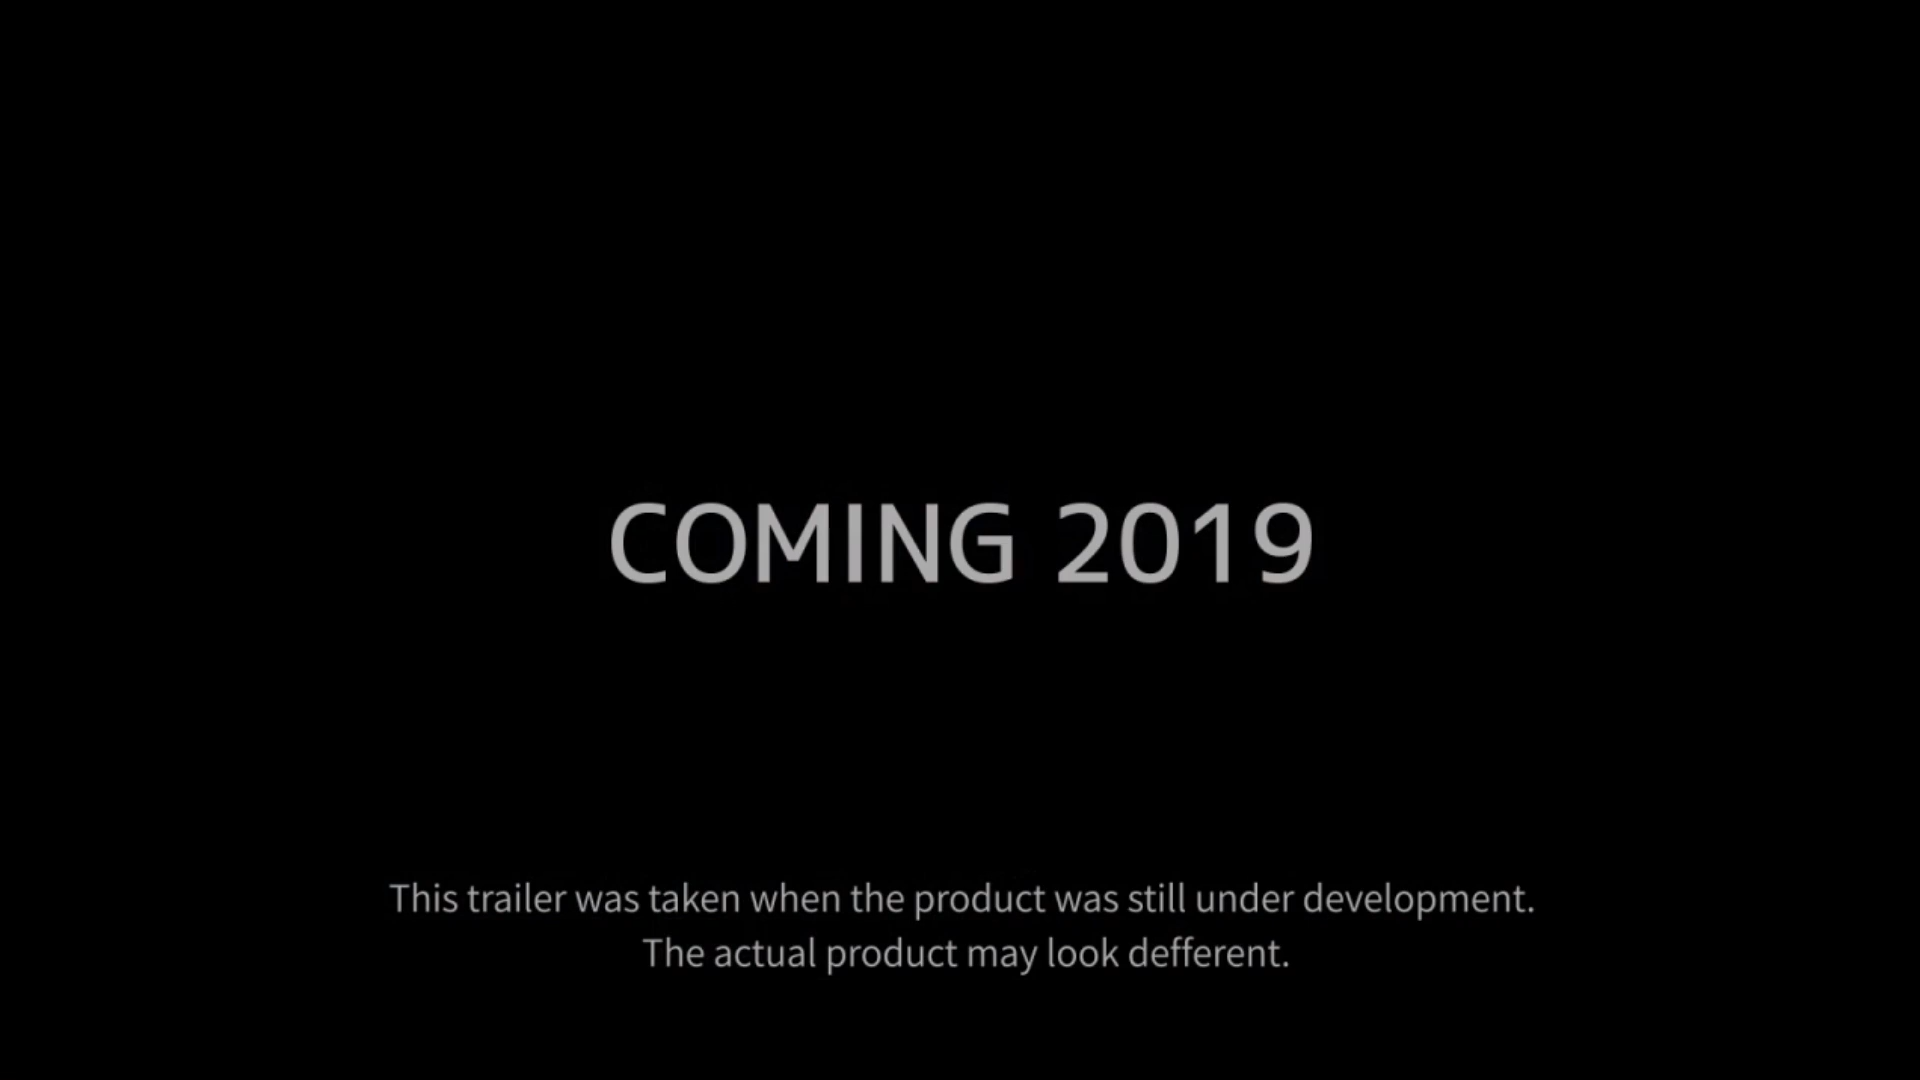 COMING 2019
This trailer was taken when the product was still under development.
The actual product may look defferent.